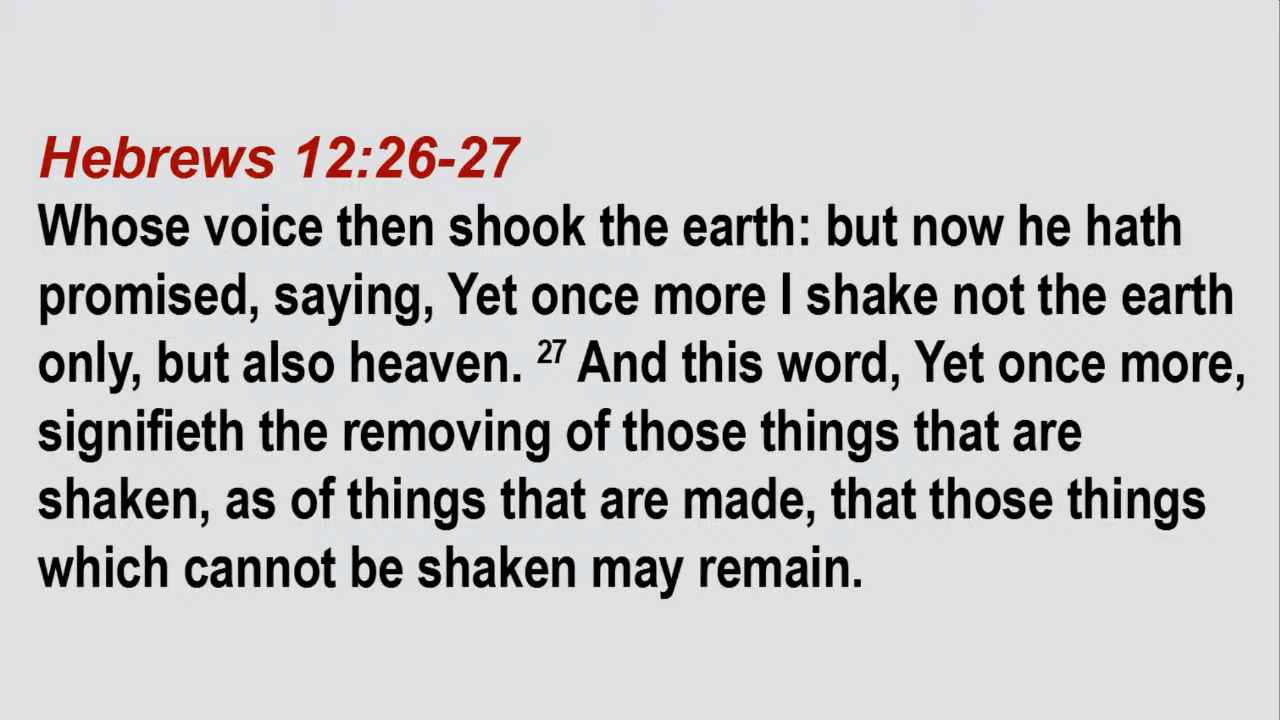 Hebrews 12:26-27
Whose voice then shook the earth: but now he hath
promised, saying, Yet once more I shake not the earth
only, but also heaven. 27 And this word, Yet once more,
signifieth the removing of those things that are
shaken, as of things that are made, that those things
which cannot be shaken may remain.